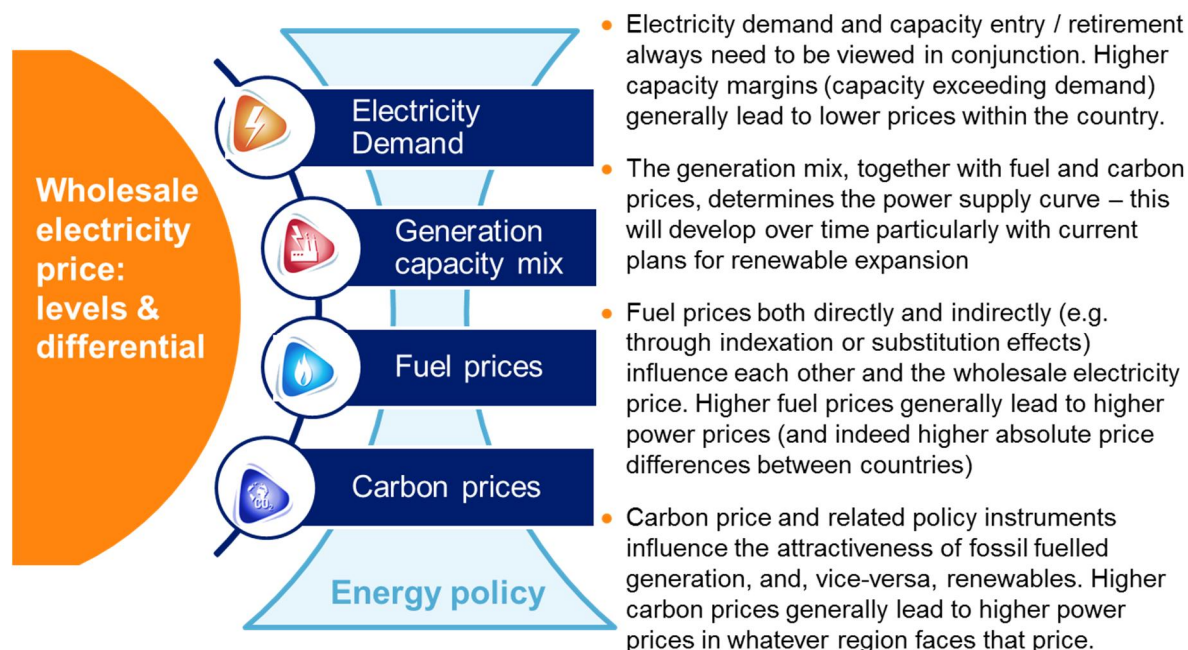 Wholesale
electricity
price:
levels &
differential
Electricity
Demand
Generation
capacity mix
Fuel prices
CO₂
Carbon prices
Energy policy
• Electricity demand and capacity entry / retirement
always need to be viewed in conjunction. Higher
capacity margins (capacity exceeding demand)
generally lead to lower prices within the country.
• The generation mix, together with fuel and carbon
prices, determines the power supply curve – this
will develop over time particularly with current
plans for renewable expansion
• Fuel prices both directly and indirectly (e.g.
through indexation or substitution effects)
influence each other and the wholesale electricity
price. Higher fuel prices generally lead to higher
power prices (and indeed higher absolute price
differences between countries)
• Carbon price and related policy instruments
influence the attractiveness of fossil fuelled
generation, and, vice-versa, renewables. Higher
carbon prices generally lead to higher power
prices in whatever region faces that price.